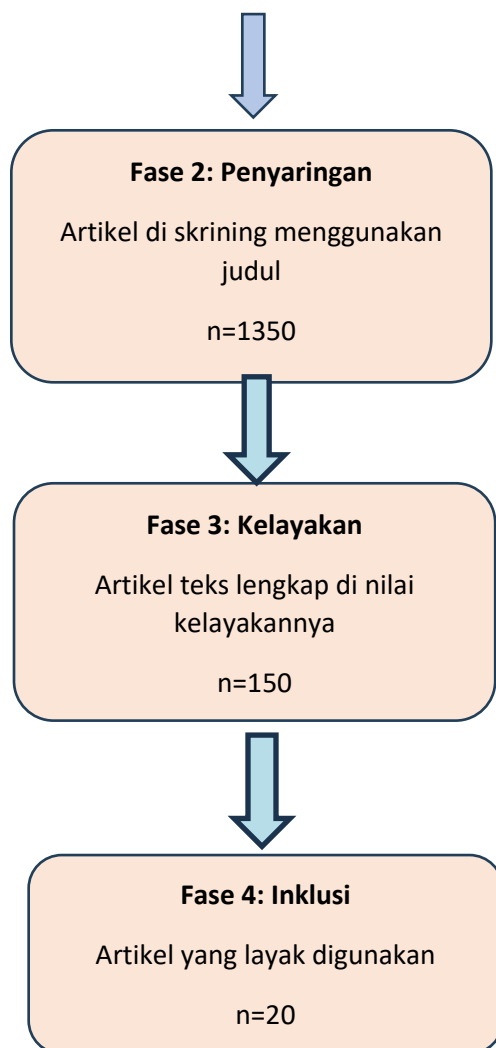 Fase 2: Penyaringan
Artikel di skrining menggunakan
judul
n=1350
Fase 3: Kelayakan
Artikel teks lengkap di nilai
kelayakannya
n=150
Fase 4: Inklusi
Artikel yang layak digunakan
n=20